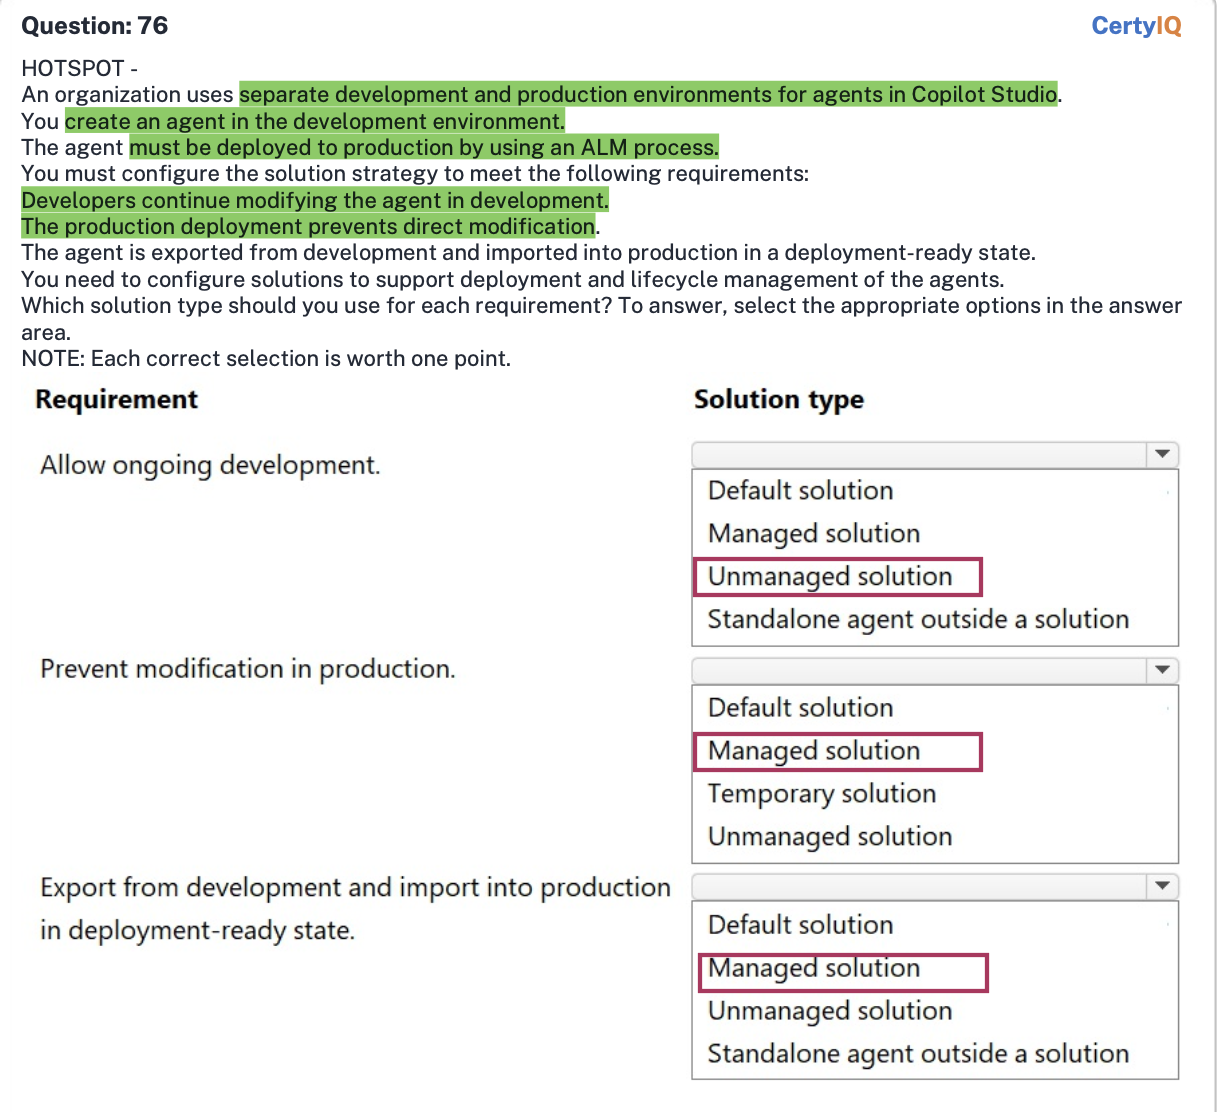 Question: 76
CertyIQ
HOTSPOT -
An organization uses separate development and production environments for agents in Copilot Studio.
You create an agent in the development environment.
The agent must be deployed to production by using an ALM process.
You must configure the solution strategy to meet the following requirements:
Developers continue modifying the agent in development.
The production deployment prevents direct modification.
The agent is exported from development and imported into production in a deployment-ready state.
You need to configure solutions to support deployment and lifecycle management of the agents.
Which solution type should you use for each requirement? To answer, select the appropriate options in the answer
area.
NOTE: Each correct selection is worth one point.
Requirement
Solution type
Allow ongoing development.
Default solution
Managed solution
Unmanaged solution
Standalone agent outside a solution
Prevent modification in production.
Default solution
Managed solution
Temporary solution
Unmanaged solution
Export from development and import into production
in deployment-ready state.
Default solution
Managed solution
Unmanaged solution
Standalone agent outside a solution